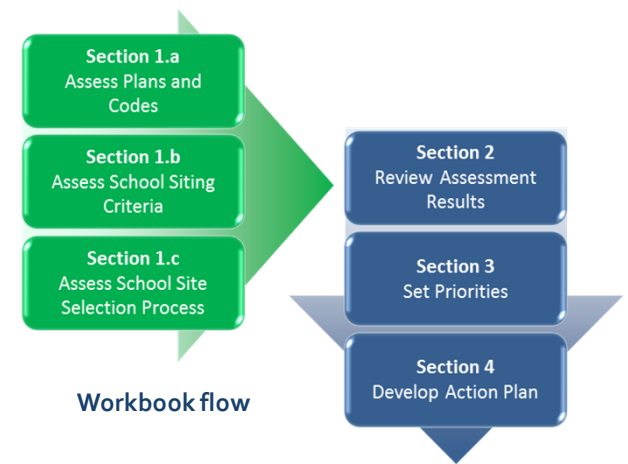 Section 1.a
Assess Plans and
Codes
Section 1.b
Assess School Siting
Criteria
Section 1.c
Assess School Site
Selection Process
Section 2
Review Assessment
Results
Section 3
Set Priorities
Section 4
Develop Action Plan
Workbook flow